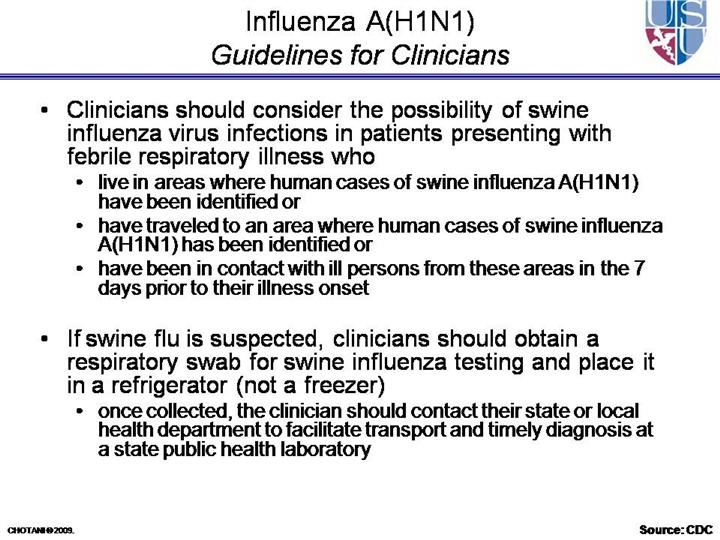 Influenza A(H1N1)
Guidelines for Clinicians
USU
• Clinicians should consider the possibility of swine
influenza virus infections in patients presenting with
febrile respiratory illness who
• live in areas where human cases of swine influenza A(H1N1)
have been identified or
• have traveled to an area where human cases of swine influenza
A(H1N1) has been identified or
• have been in contact with ill persons from these areas in the 7
days prior to their illness onset
• If swine flu is suspected, clinicians should obtain a
respiratory swab for swine influenza testing and place it
in a refrigerator (not a freezer)
• once collected, the clinician should contact their state or local
health department to facilitate transport and timely diagnosis at
a state public health laboratory
CHOTANI© 2009.
Source: CDC